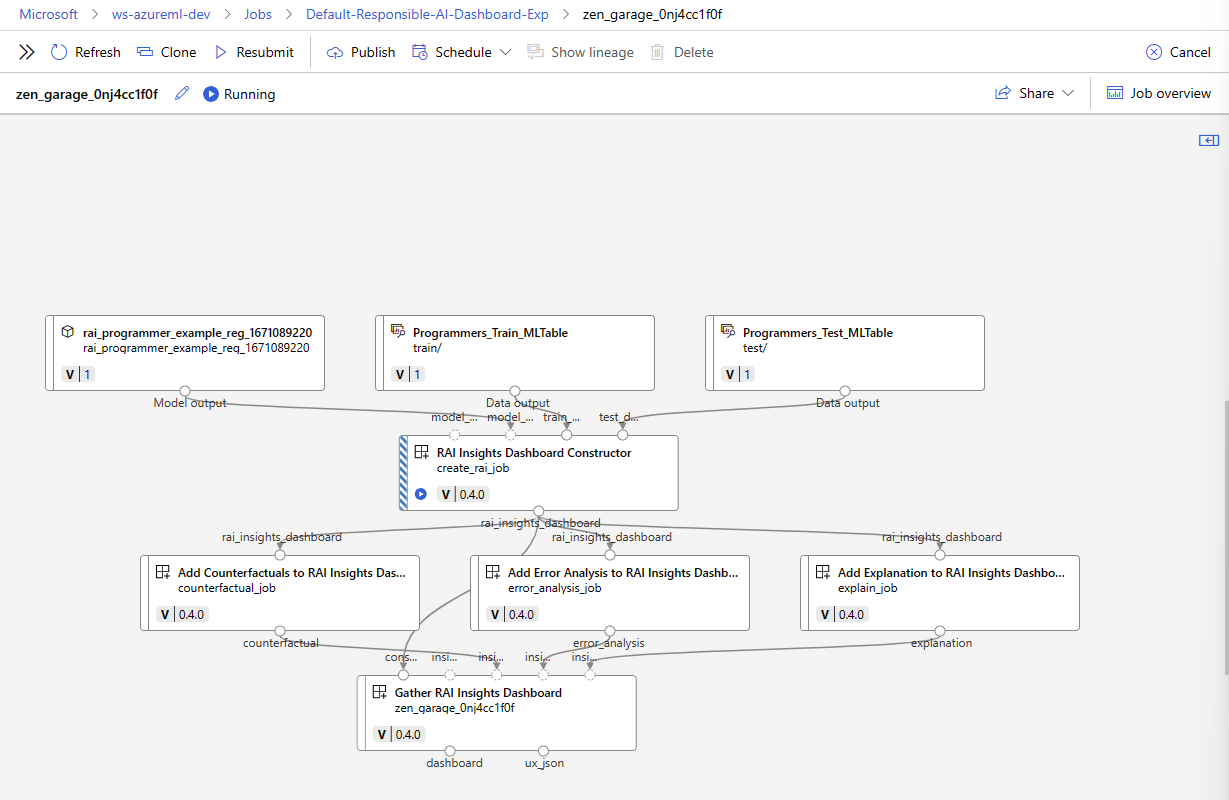 Microsoft > ws-azureml-dev > Jobs > Default-Responsible-AI-Dashboard-Exp > zen_garage_0nj4cc1f0f
Refresh Clone Resubmit Publish Schedule Show lineage Delete Cancel
zen_garage_0nj4cc1f0f Running Share Job overview
rai_programmer_example_reg_1671089220
rai_programmer_example_reg_1671089220
V 1
Model output
Programmers_Train_MLTable
train/
V 1
Data output
Programmers_Test_MLTable
test/
V 1
Data output
model_... model_... train_... test_d...
RAI Insights Dashboard Constructor
create_rai_job
V 0.4.0
rai_insights_dashboard
rai_insights_dashboard rai_insights_dashboard rai_insights_dashboard
Add Counterfactuals to RAI Insights Das...
counterfactual_job
V 0.4.0
counterfactual
Add Error Analysis to RAI Insights Dashb...
error_analysis_job
V 0.4.0
error_analysis
Add Explanation to RAI Insights Dashbo...
explain_job
V 0.4.0
explanation
cons... insi... insi... insi... insi...
Gather RAI Insights Dashboard
zen_garage_0nj4cc1f0f
V 0.4.0
dashboard ux_json